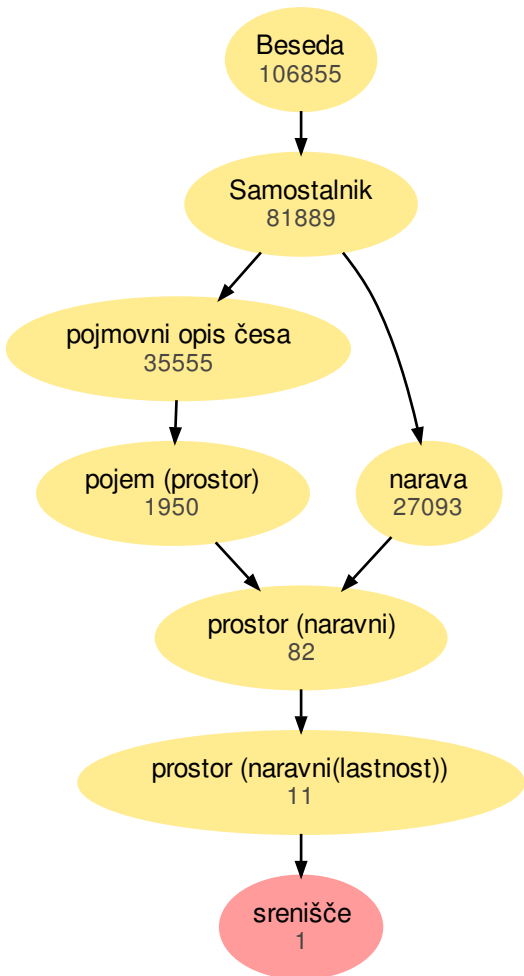 Beseda
106855
Samostalnik
81889
pojmovni opis česa
35555
pojem (prostor)
1950
narava
27093
prostor (naravni)
82
prostor (naravni(lastnost))
11
srenišče
1